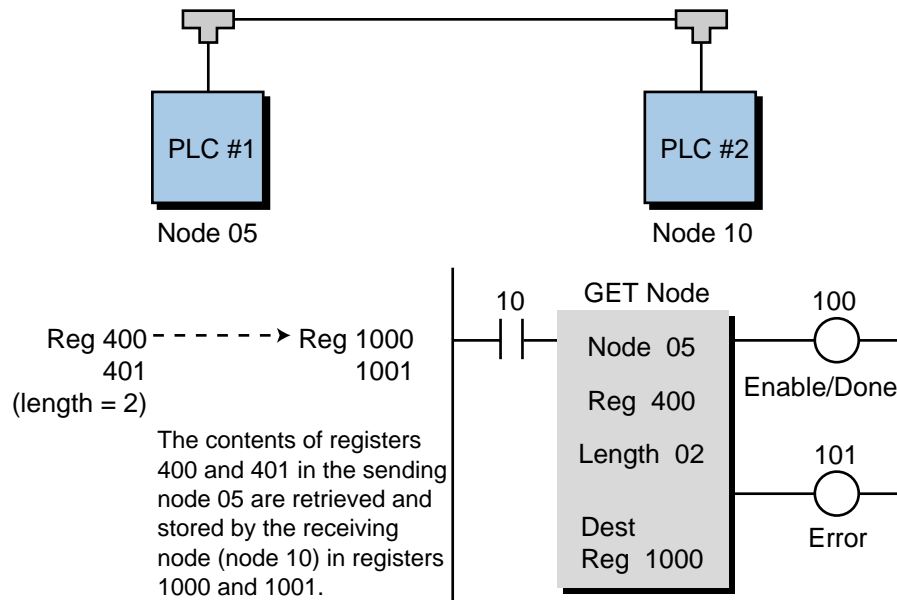 PLC #1
PLC #2
Node 05
Node 10
Reg 400
401
(length = 2)
Reg 1000
1001
The contents of registers
400 and 401 in the sending
node 05 are retrieved and
stored by the receiving
node (node 10) in registers
1000 and 1001.
10
GET Node
Node 05
Reg 400
Length 02
Dest
Reg 1000
100
Enable/Done
101
Error